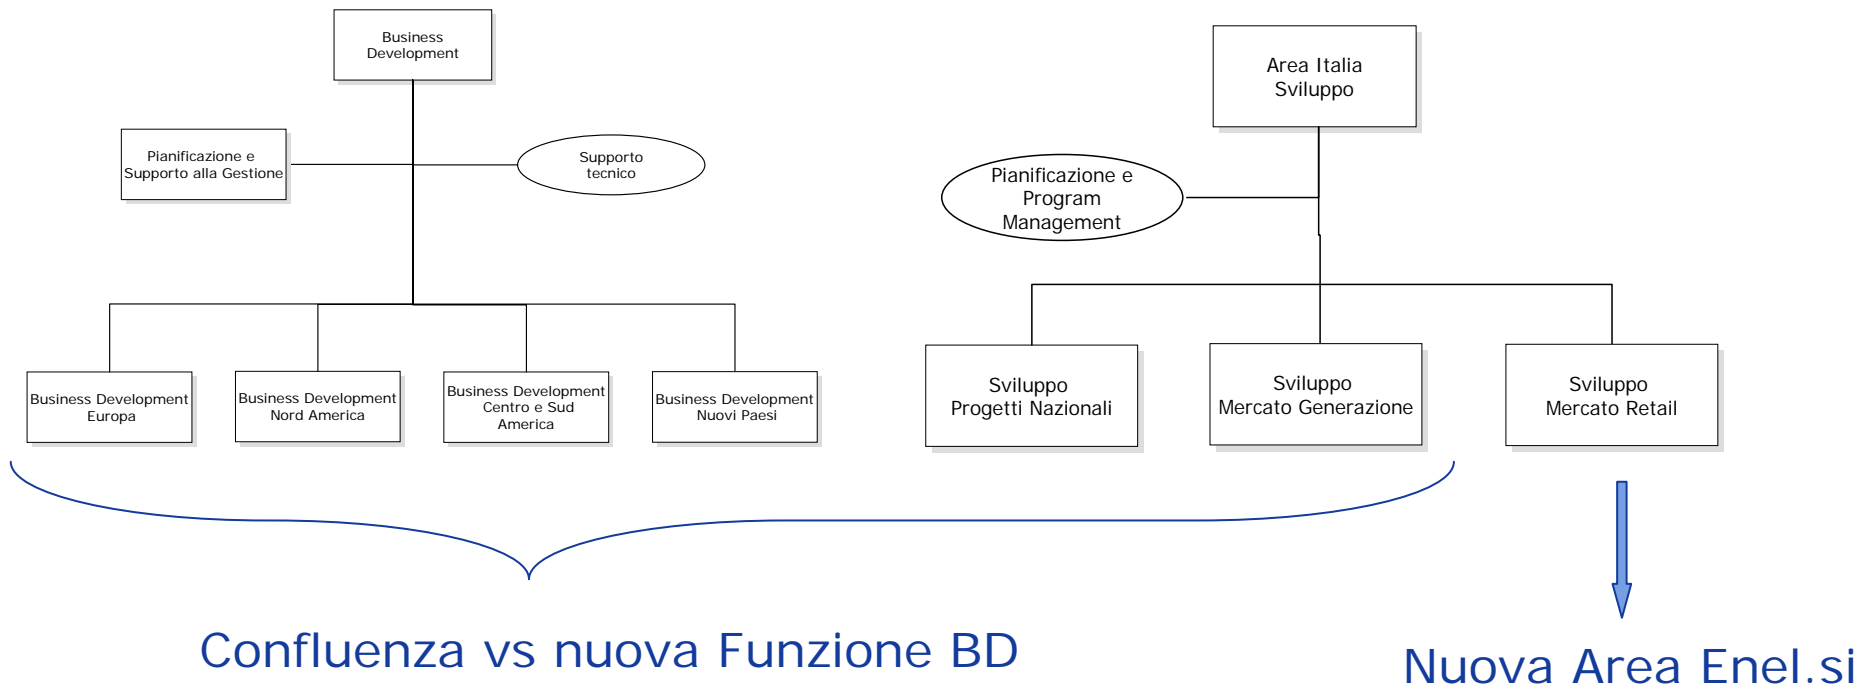 Business
Development
Pianificazione e
Supporto alla Gestione
Supporto
tecnico
Business Development
Europa
Business Development
Nord America
Business Development
Centro e Sud
America
Business Development
Nuovi Paesi
Area Italia
Sviluppo
Pianificazione e
Program
Management
Sviluppo
Progetti Nazionali
Sviluppo
Mercato Generazione
Sviluppo
Mercato Retail
Confluenza vs nuova Funzione BD
Nuova Area Enel.si